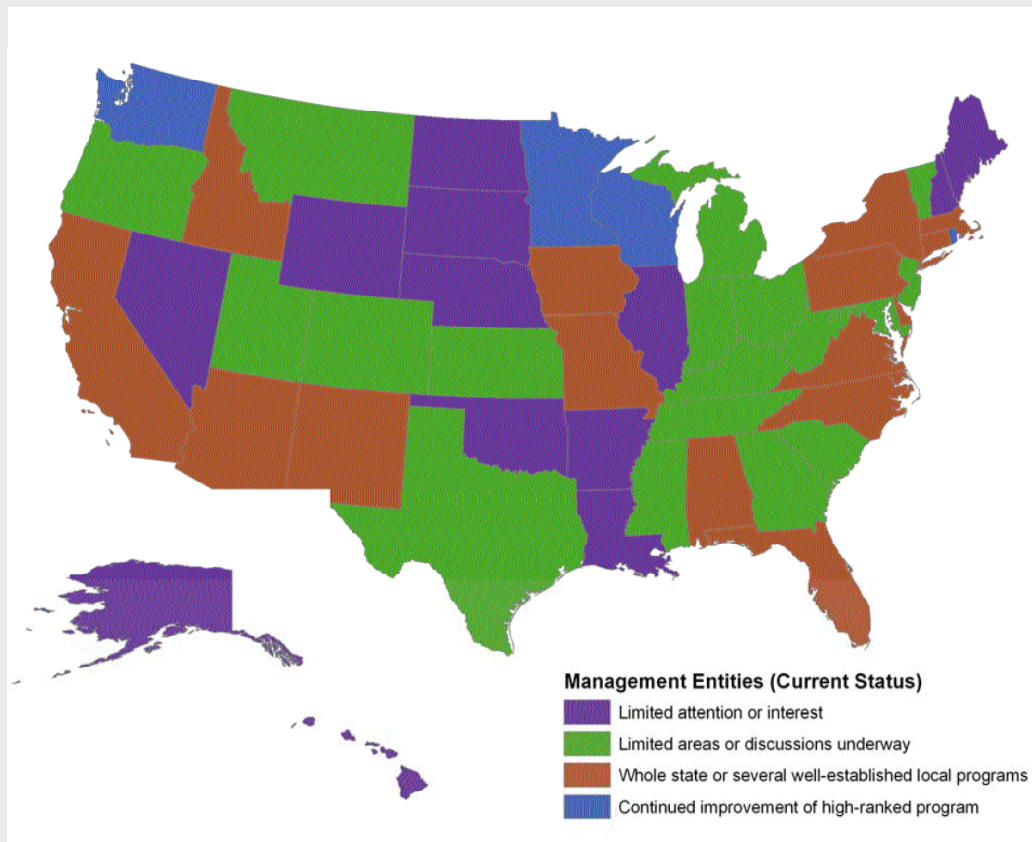 Management Entities (Current Status)
Limited attention or interest
Limited areas or discussions underway
Whole state or several well-established local programs
Continued improvement of high-ranked program